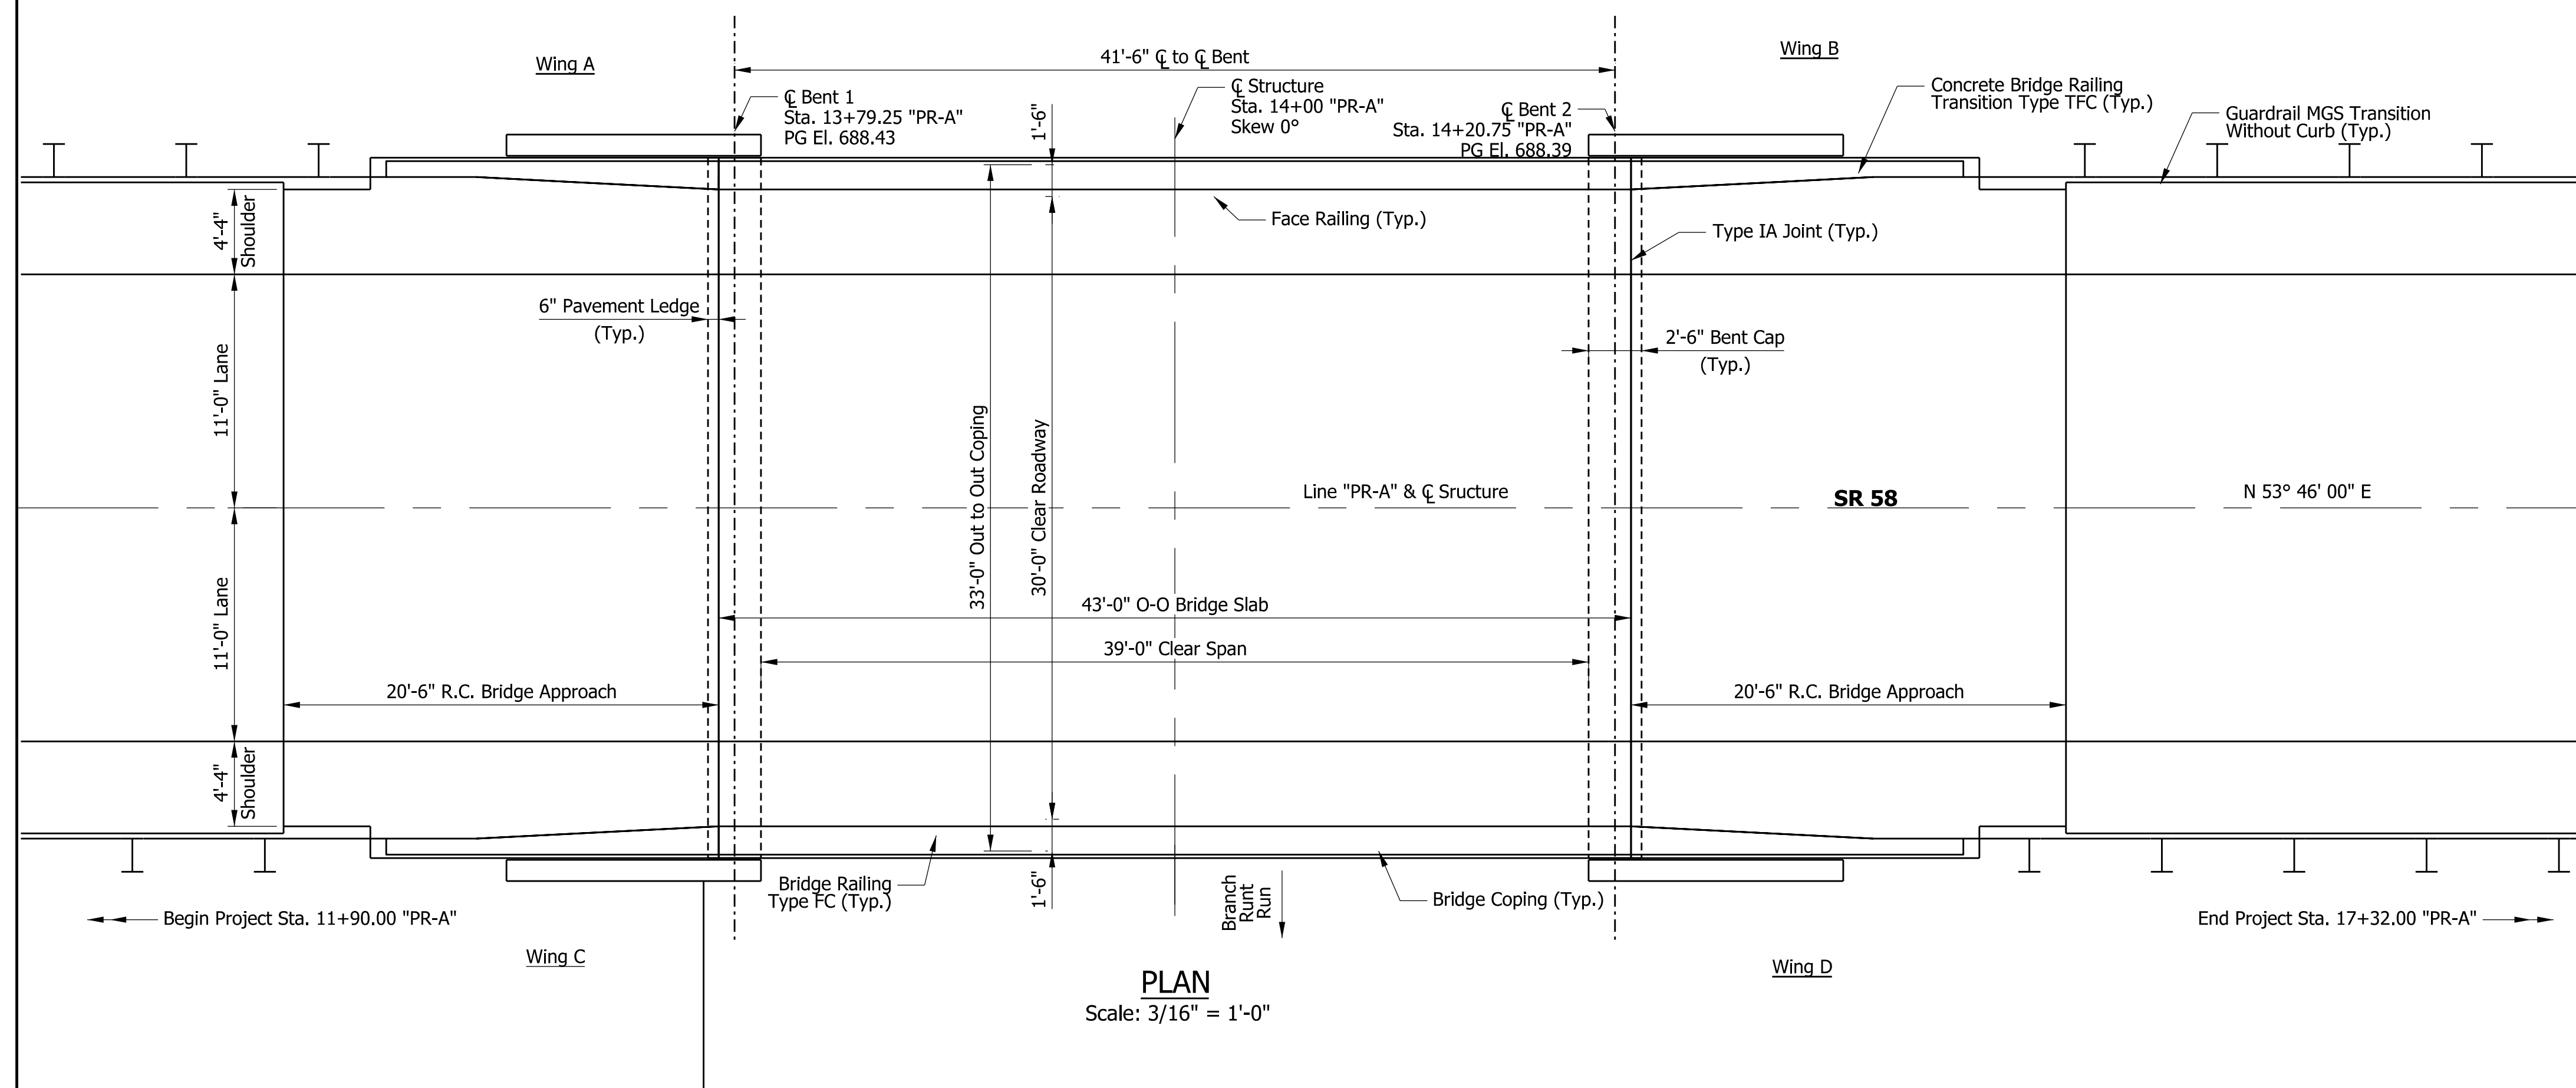 Wing A
41'-6" ℄ to ℄ Bent
Wing B
℄ Bent 1
Sta. 13+79.25 "PR-A"
PG El. 688.43
1'-6"
℄ Structure
Sta. 14+00 "PR-A"
Skew 0°
℄ Bent 2
Sta. 14+20.75 "PR-A"
PG El. 688.39
Concrete Bridge Railing
Transition Type TFC (Typ.)
Guardrail MGS Transition
Without Curb (Typ.)
4'-4"
Shoulder
Face Railing (Typ.)
Type IA Joint (Typ.)
6" Pavement Ledge
(Typ.)
2'-6" Bent Cap
(Typ.)
11'-0" Lane
33'-0" Out to Out Coping
30'-0" Clear Roadway
Line "PR-A" & ℄ Sructure
SR 58
N 53° 46' 00" E
11'-0" Lane
43'-0" O-O Bridge Slab
39'-0" Clear Span
20'-6" R.C. Bridge Approach
20'-6" R.C. Bridge Approach
4'-4"
Shoulder
Bridge Railing
Type FC (Typ.)
1'-6"
Branch
Runt
Run
Bridge Coping (Typ.)
Begin Project Sta. 11+90.00 "PR-A"
End Project Sta. 17+32.00 "PR-A"
Wing C
Wing D
PLAN
Scale: 3/16" = 1'-0"